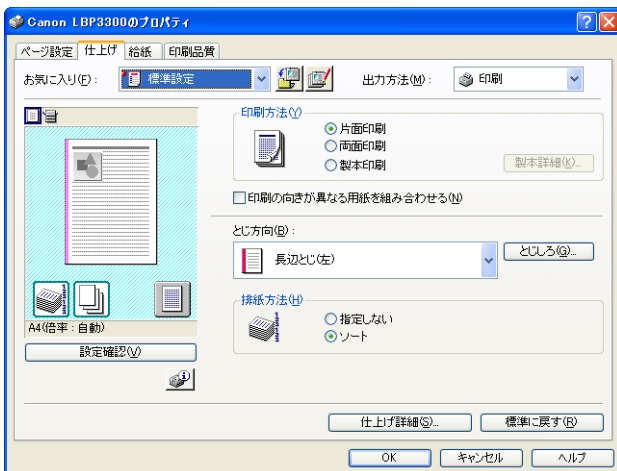 Canon LBP3300のプロパティ
ページ設定 仕上げ 給紙 印刷品質
お気に入り(F): 標準設定 出力方法(M): 印刷
印刷方法(Y)
片面印刷
両面印刷
製本印刷 製本詳細(K)...
印刷の向きが異なる用紙を組み合わせる(N)
とじ方向(B):
長辺とじ(左) とじしろ(G)...
排紙方法(H)
指定しない
ソート
A4(倍率:自動)
設定確認(V)
仕上げ詳細(S)... 標準に戻す(R)
OK キャンセル ヘルプ